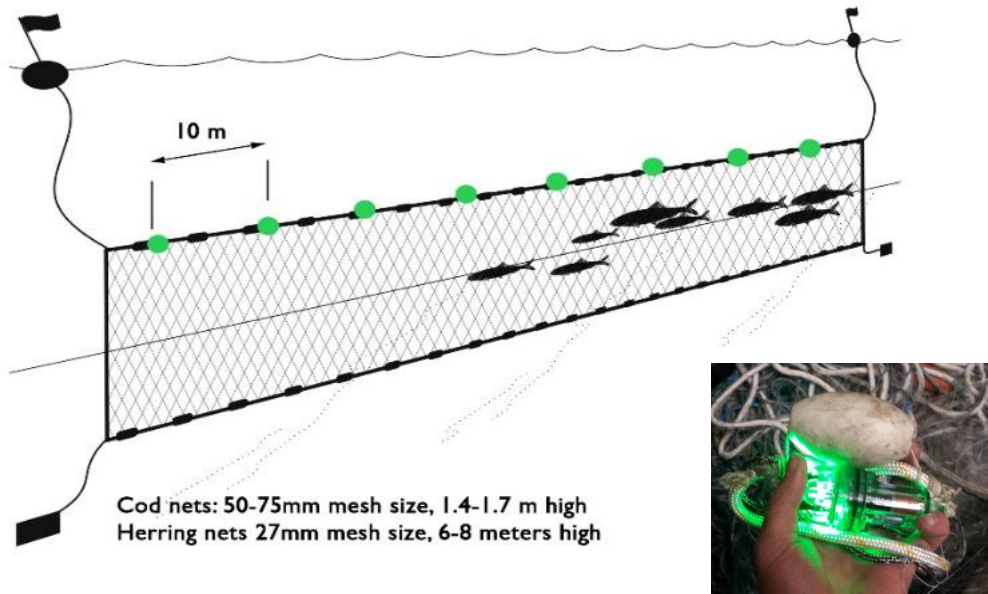 10 m
Cod nets: 50-75mm mesh size, 1.4-1.7 m high
Herring nets 27mm mesh size, 6-8 meters high